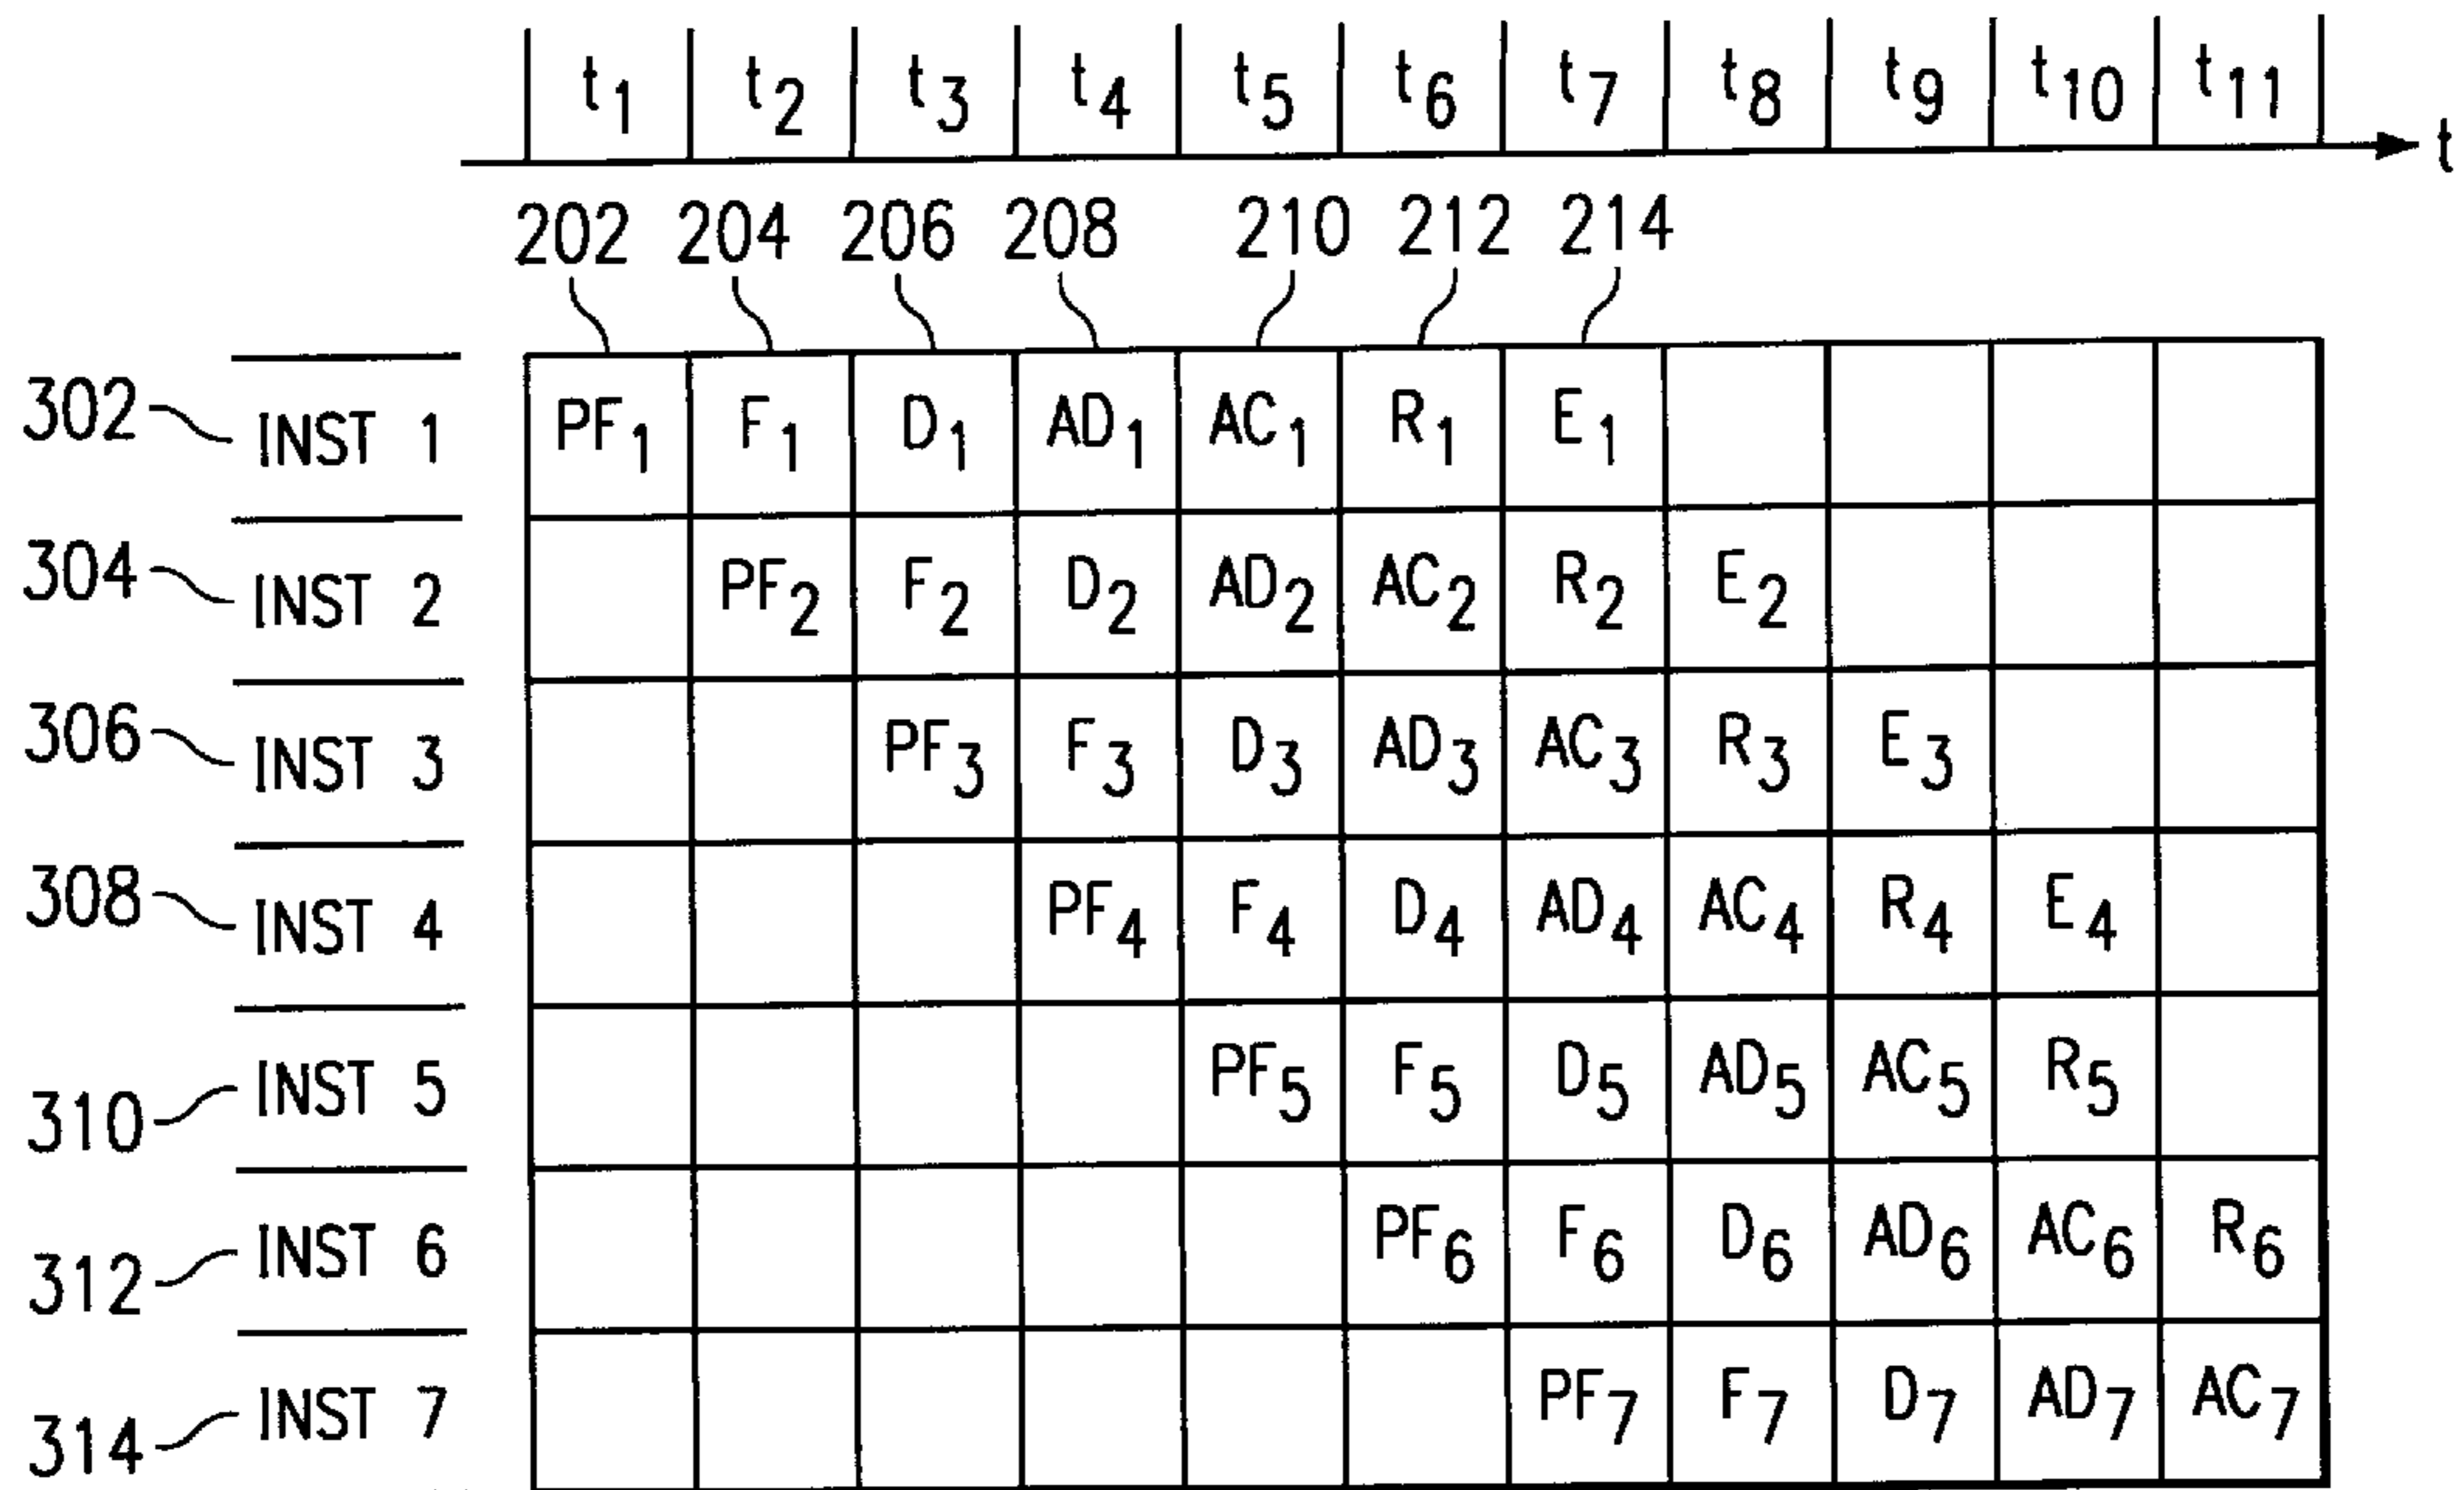 t1 t2 t3 t4 t5 t6 t7 t8 t9 t10 t11
t
202 204 206 208 210 212 214
302 INST 1 PF1 F1 D1 AD1 AC1 R1 E1
304 INST 2 PF2 F2 D2 AD2 AC2 R2 E2
306 INST 3 PF3 F3 D3 AD3 AC3 R3 E3
308 INST 4 PF4 F4 D4 AD4 AC4 R4 E4
310 INST 5 PF5 F5 D5 AD5 AC5 R5
312 INST 6 PF6 F6 D6 AD6 AC6 R6
314 INST 7 PF7 F7 D7 AD7 AC7